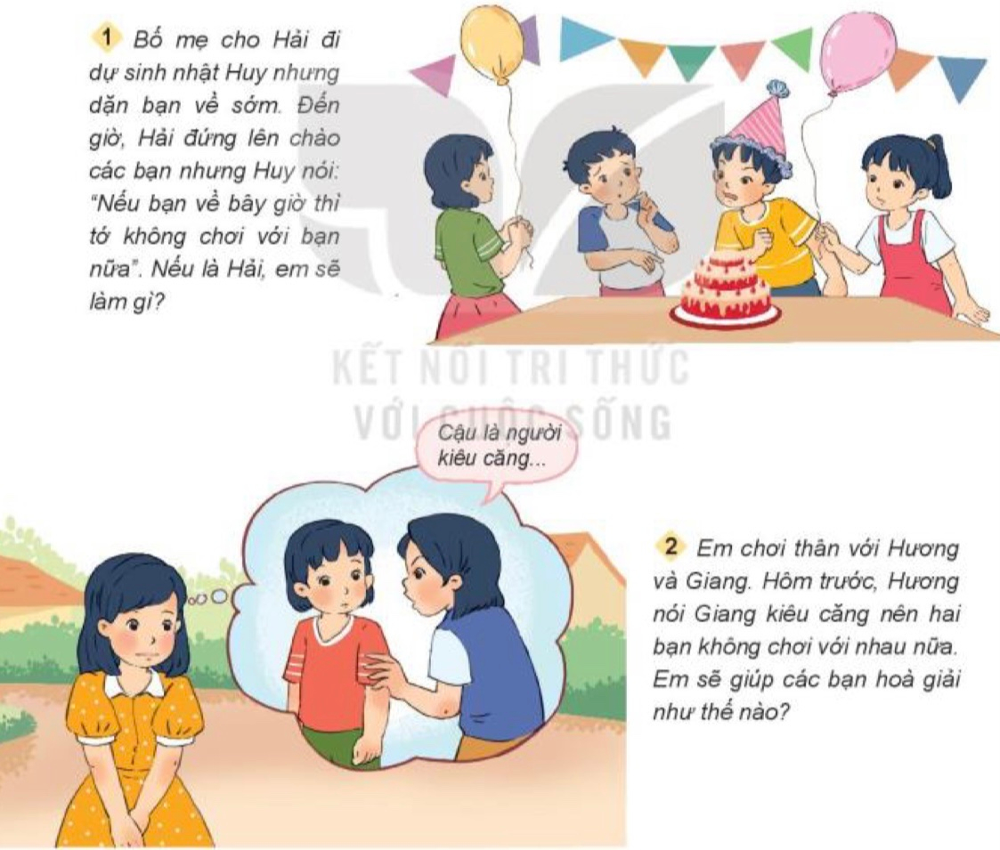 1 Bố mẹ cho Hải đi
dự sinh nhật Huy nhưng
dặn bạn về sớm. Đến
giờ, Hải đứng lên chào
các bạn nhưng Huy nói:
"Nếu bạn về bây giờ thì
tớ không chơi với bạn
nữa". Nếu là Hải, em sẽ
làm gì?
KẾT NỐI TRI THỨC
VỚI CUỘC SỐNG
Cậu là người
kiêu căng...
2 Em chơi thân với Hương
và Giang. Hôm trước, Hương
nói Giang kiêu căng nên hai
bạn không chơi với nhau nữa.
Em sẽ giúp các bạn hoà giải
như thế nào?